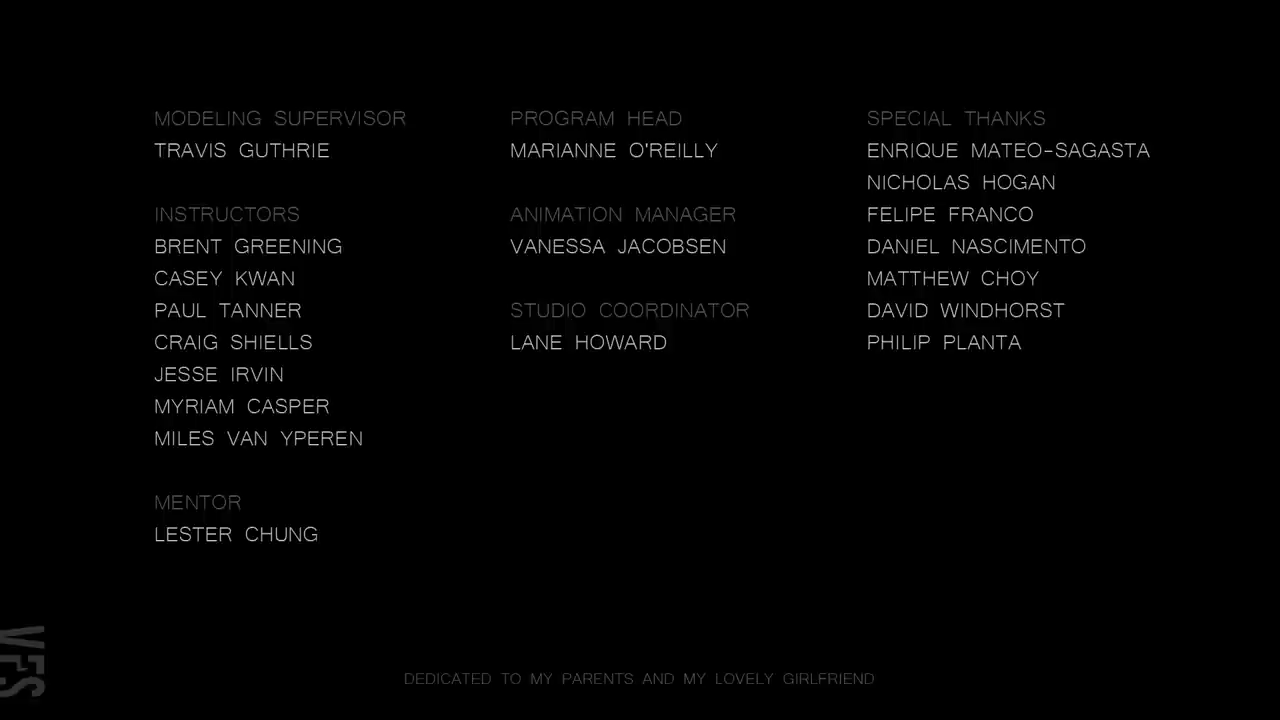 MODELING SUPERVISOR
TRAVIS GUTHRIE
INSTRUCTORS
BRENT GREENING
CASEY KWAN
PAUL TANNER
CRAIG SHIELLS
JESSE IRVIN
MYRIAM CASPER
MILES VAN YPEREN
MENTOR
LESTER CHUNG
PROGRAM HEAD
MARIANNE O'REILLY
ANIMATION MANAGER
VANESSA JACOBSEN
STUDIO COORDINATOR
LANE HOWARD
SPECIAL THANKS
ENRIQUE MATEO-SAGASTA
NICHOLAS HOGAN
FELIPE FRANCO
DANIEL NASCIMENTO
MATTHEW CHOY
DAVID WINDHORST
PHILIP PLANTA
DEDICATED TO MY PARENTS AND MY LOVELY GIRLFRIEND
VFS